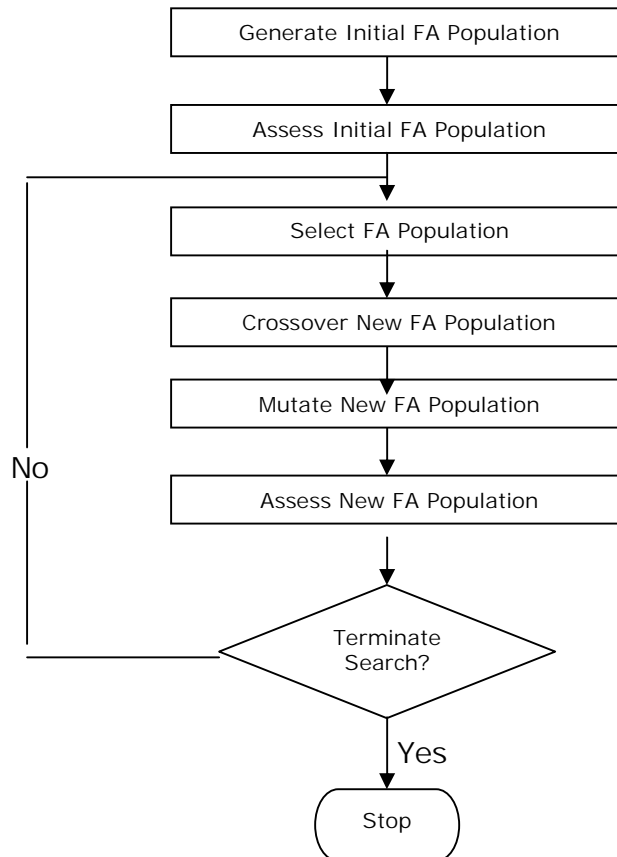 Generate Initial FA Population
Assess Initial FA Population
Select FA Population
Crossover New FA Population
Mutate New FA Population
No
Assess New FA Population
Terminate
Search?
Yes
Stop